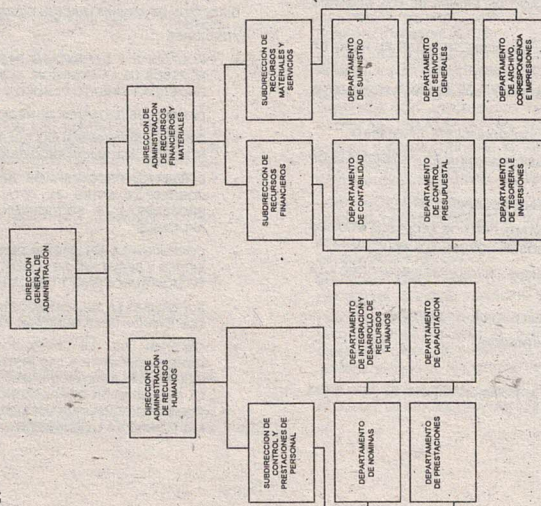 DIRECCION
GENERAL DE
ADMINISTRACION
DIRECCION DE
ADMINISTRACION
DE RECURSOS
HUMANOS
DIRECCION DE
ADMINISTRACION
DE RECURSOS
FINANCIEROS Y
MATERIALES
SUBDIRECCION DE
CONTROL Y
PRESTACIONES DE
PERSONAL
SUBDIRECCION DE
RECURSOS
FINANCIEROS
SUBDIRECCION DE
RECURSOS
MATERIALES Y
SERVICIOS
DEPARTAMENTO
DE NOMINAS
DEPARTAMENTO
DE INTEGRACION Y
DESARROLLO DE
RECURSOS
HUMANOS
DEPARTAMENTO
DE CONTABILIDAD
DEPARTAMENTO
DE SUMINISTRO
DEPARTAMENTO
DE PRESTACIONES
DEPARTAMENTO
DE CAPACITACION
DEPARTAMENTO
DE CONTROL
PRESUPUESTAL
DEPARTAMENTO
DE SERVICIOS
GENERALES
DEPARTAMENTO
DE TESORERIA E
INVERSIONES
DEPARTAMENTO
DE ARCHIVO,
CORRESPONDENCIA
E IMPRESIONES